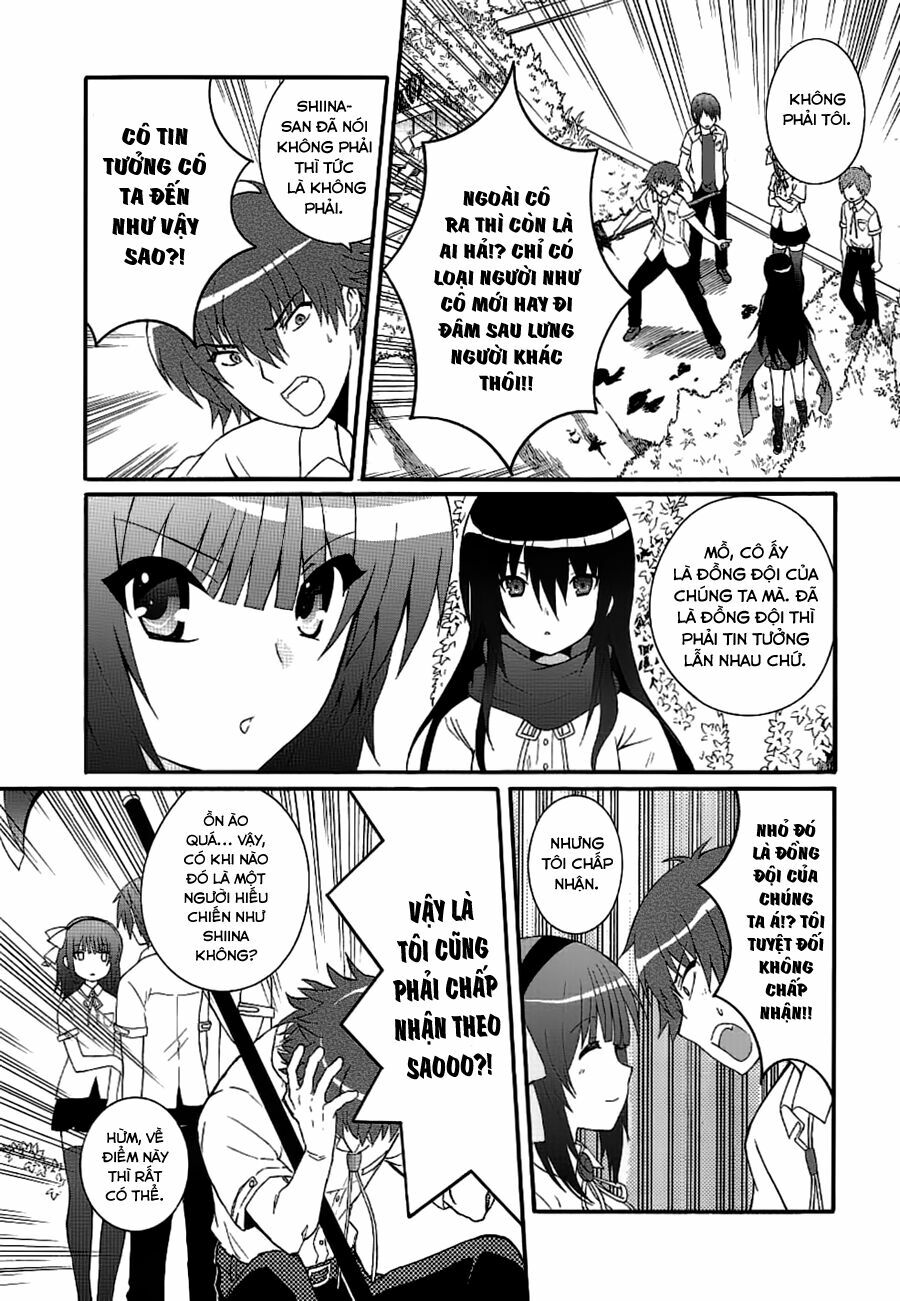 KHÔNG
PHẢI TÔI.
NGOÀI CÔ
RA THÌ CÒN LÀ
AI HẢ!? CHỈ CÓ
LOẠI NGƯỜI NHƯ
CÔ MỚI HAY ĐI
ĐÂM SAU LƯNG
NGƯỜI KHÁC
THÔI!!
SHIINA-
SAN ĐÃ NÓI
KHÔNG PHẢI
THÌ TỨC
LÀ KHÔNG
PHẢI.
CÔ TIN
TƯỞNG CÔ
TA ĐẾN
NHƯ VẬY
SAO?!
MỒ, CÔ ẤY
LÀ ĐỒNG ĐỘI CỦA
CHÚNG TA MÀ. ĐÃ
LÀ ĐỒNG ĐỘI THÌ
PHẢI TIN TƯỞNG
LẪN NHAU CHỨ.
NHỎ ĐÓ
LÀ ĐỒNG
ĐỘI CỦA
CHÚNG
TA Á!? TÔI
TUYỆT ĐỐI
KHÔNG
CHẤP
NHẬN!!
NHƯNG
TÔI CHẤP
NHẬN.
VẬY LÀ
TÔI CŨNG
PHẢI CHẤP
NHẬN THEO
SAOOO?!
ỒN ÀO
QUÁ... VẬY,
CÓ KHI NÀO
ĐÓ LÀ MỘT
NGƯỜI HIẾU
CHIẾN NHƯ
SHIINA
KHÔNG?
HỪM, VỀ
ĐIỂM NÀY
THÌ RẤT
CÓ THỂ.